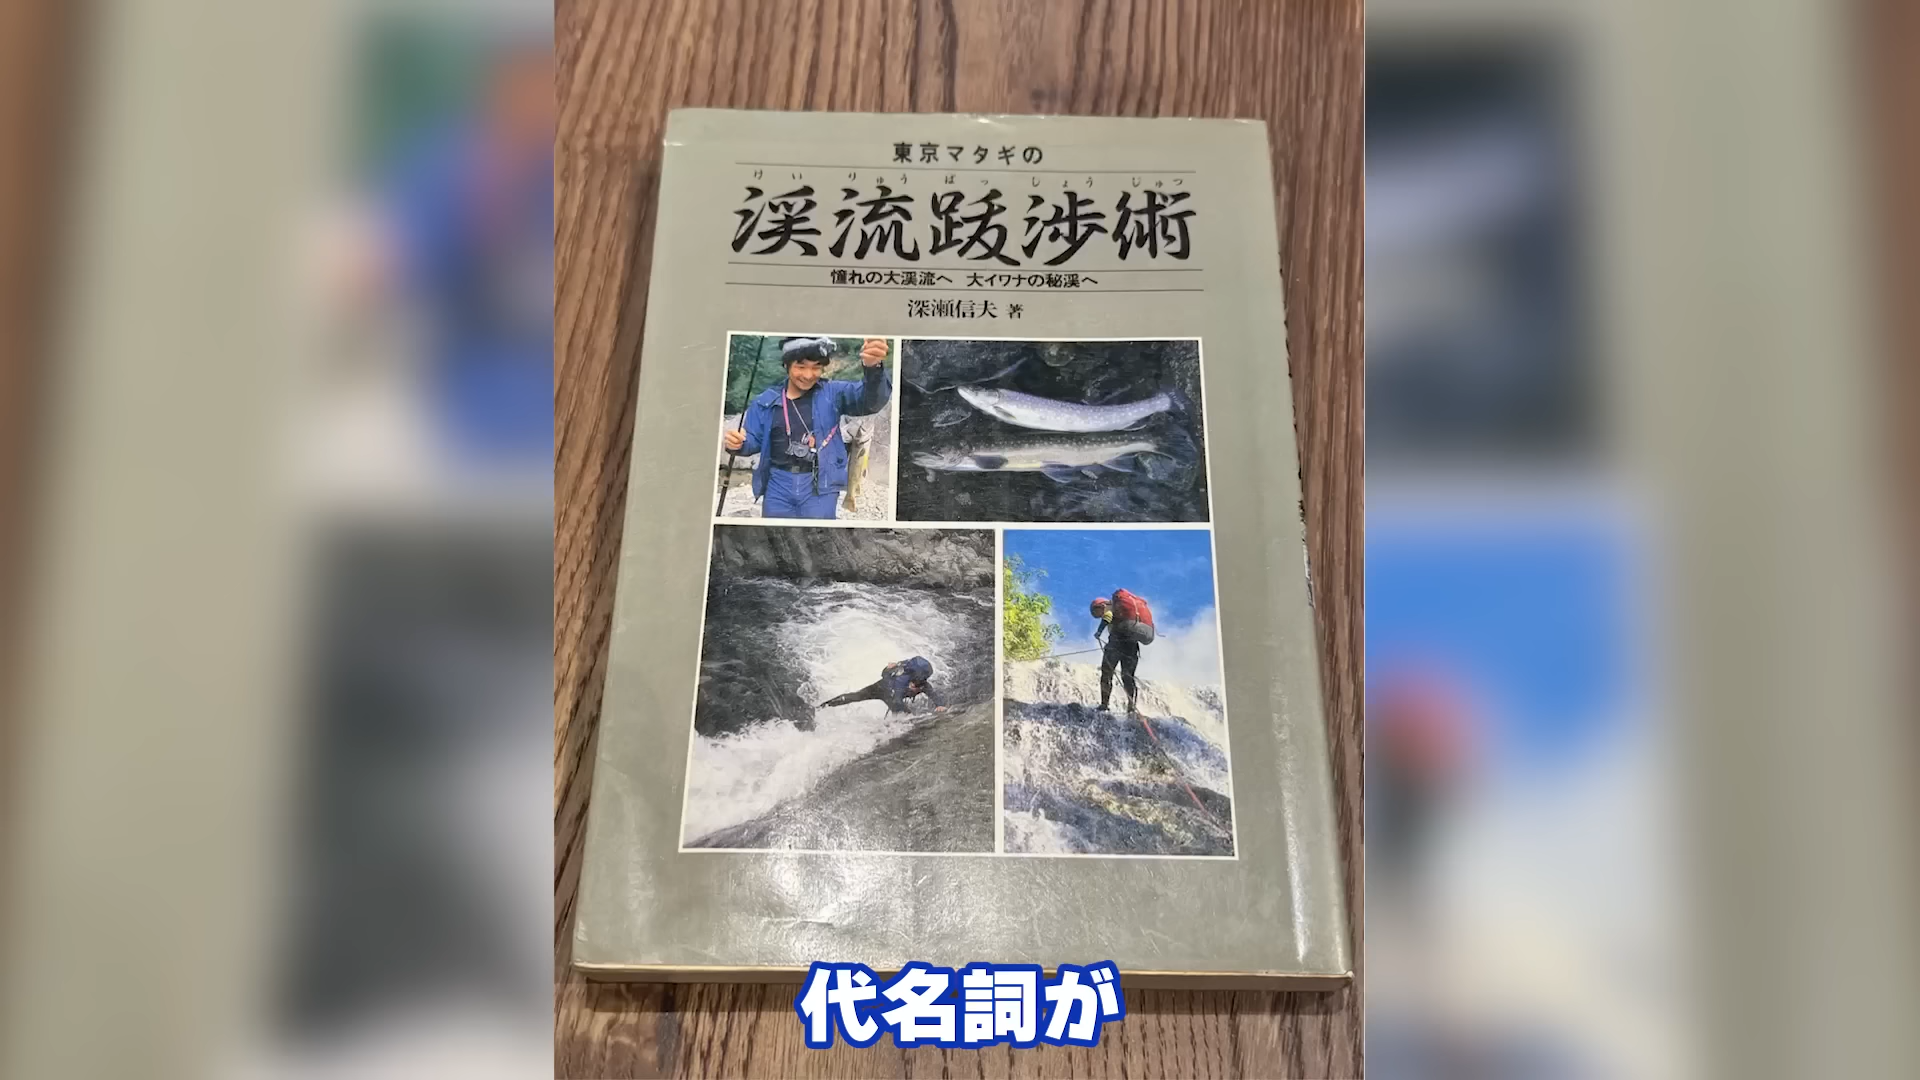 東京マタギの
けいりゅうばっしょうじゅつ
渓流跋渉術
憧れの大渓流へ 大イワナの秘渓へ
深瀬信夫 著
代名詞が